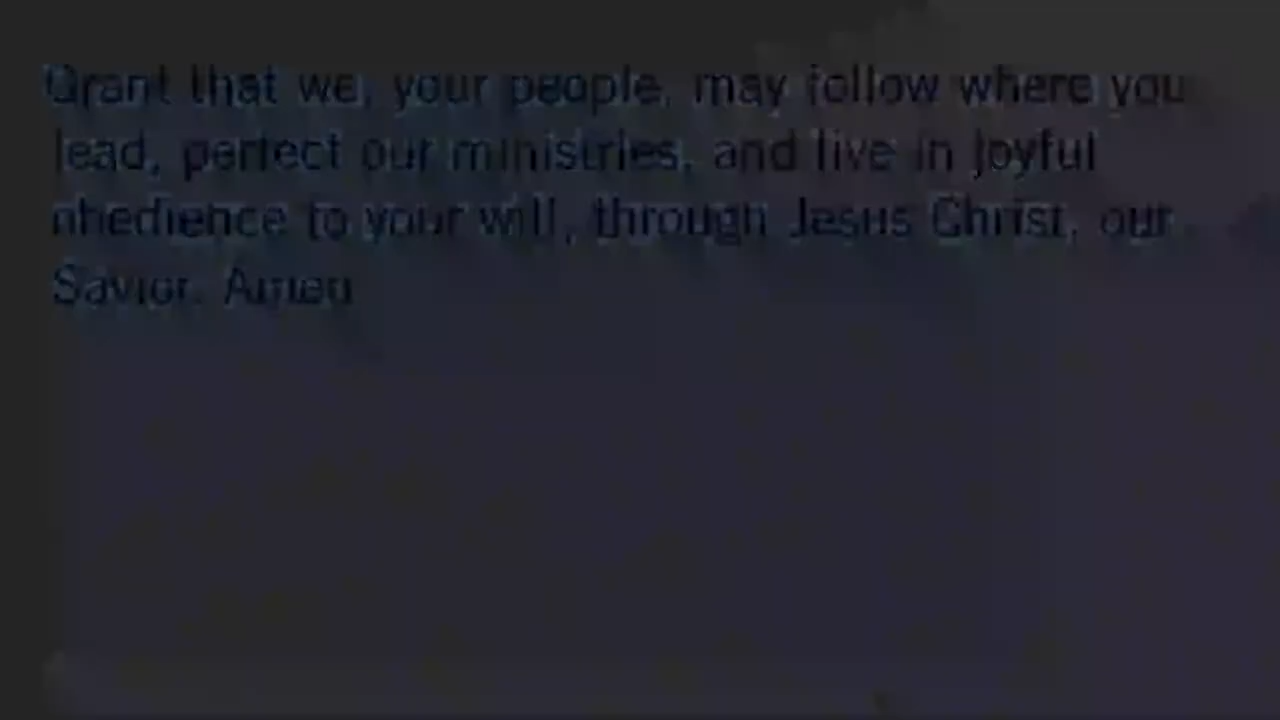 Grant that we, your people, may follow where you
lead, perfect our ministries, and live in joyful
obedience to your will, through Jesus Christ, our
Savior. Amen